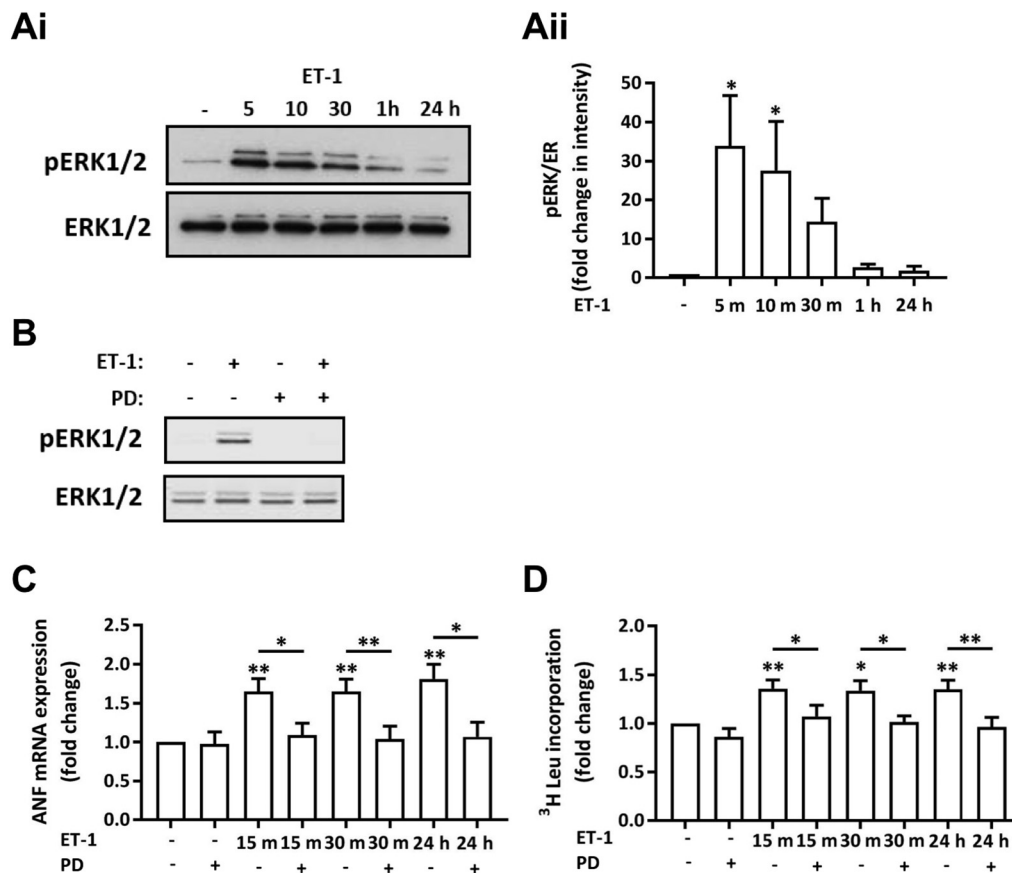 Ai
ET-1
- 5 10 30 1h 24 h
pERK1/2
ERK1/2
Aii
pERK/ER
(fold change in intensity)
50
40
30
20
10
0
* *
ET-1 - 5 m 10 m 30 m 1 h 24 h
B
ET-1: - + - +
PD: - - + +
pERK1/2
ERK1/2
C
ANF mRNA expression
(fold change)
2.5
2.0
1.5
1.0
0.5
0.0
* ** *
** ** **
ET-1 - - 15 m 15 m 30 m 30 m 24 h 24 h
PD - + - + - + - +
D
³H Leu incorporation
(fold change)
2.0
1.5
1.0
0.5
0.0
* * **
** * **
ET-1 - - 15 m 15 m 30 m 30 m 24 h 24 h
PD - + - + - + - +